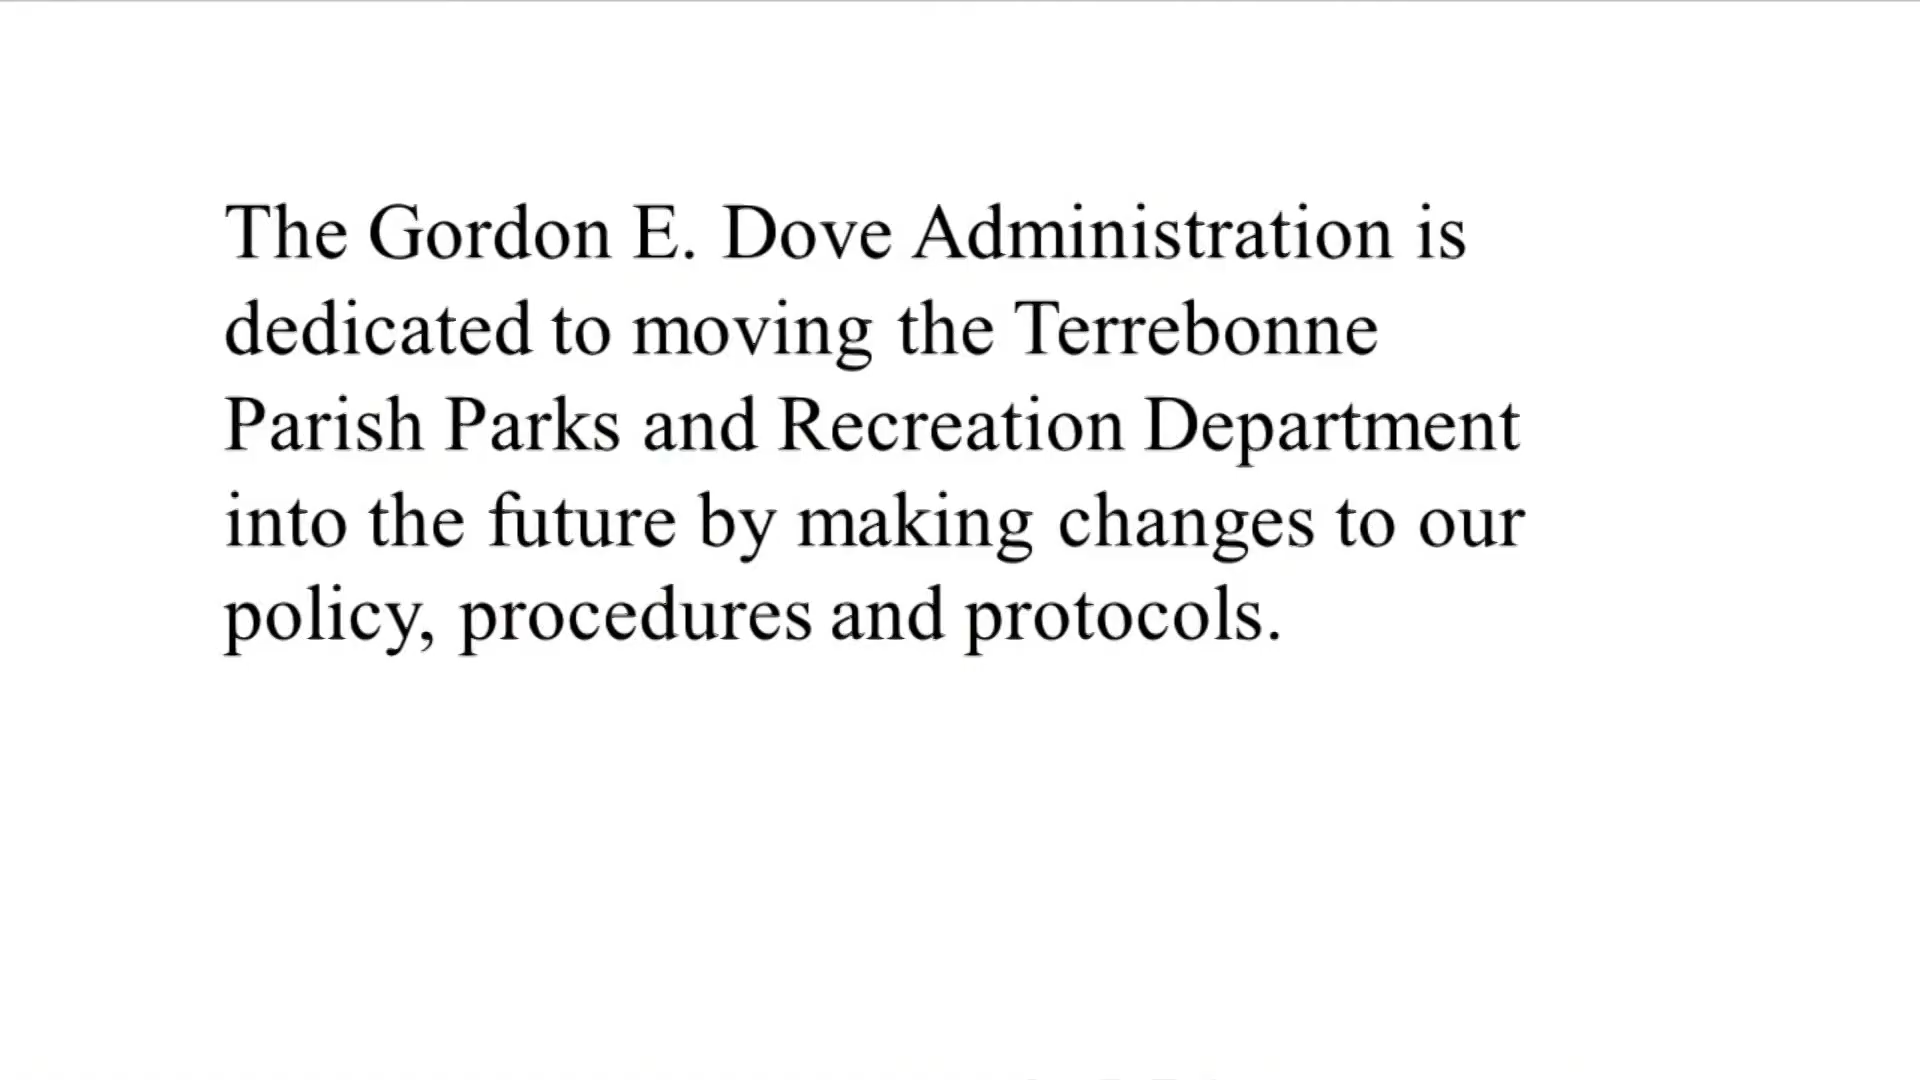 The Gordon E. Dove Administration is
dedicated to moving the Terrebonne
Parish Parks and Recreation Department
into the future by making changes to our
policy, procedures and protocols.